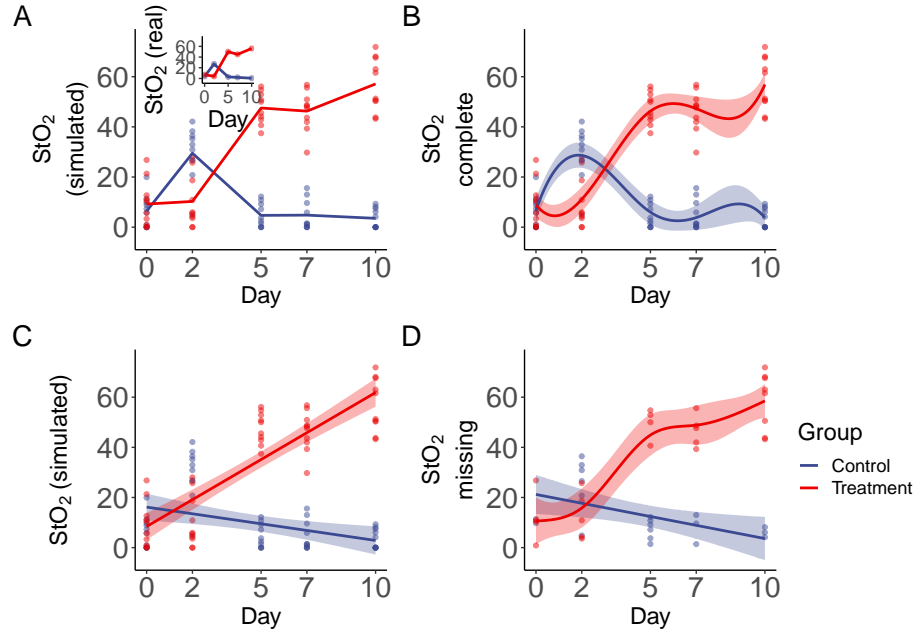 A
StO₂
(simulated)
0
20
40
60
0
2
5
7
10
Day
StO₂ (real)
0
20
40
60
0
5
10
Day
B
StO₂
complete
0
20
40
60
0
2
5
7
10
Day
C
StO₂ (simulated)
0
20
40
60
0
2
5
7
10
Day
D
StO₂
missing
0
20
40
60
0
2
5
7
10
Day
Group
Control
Treatment